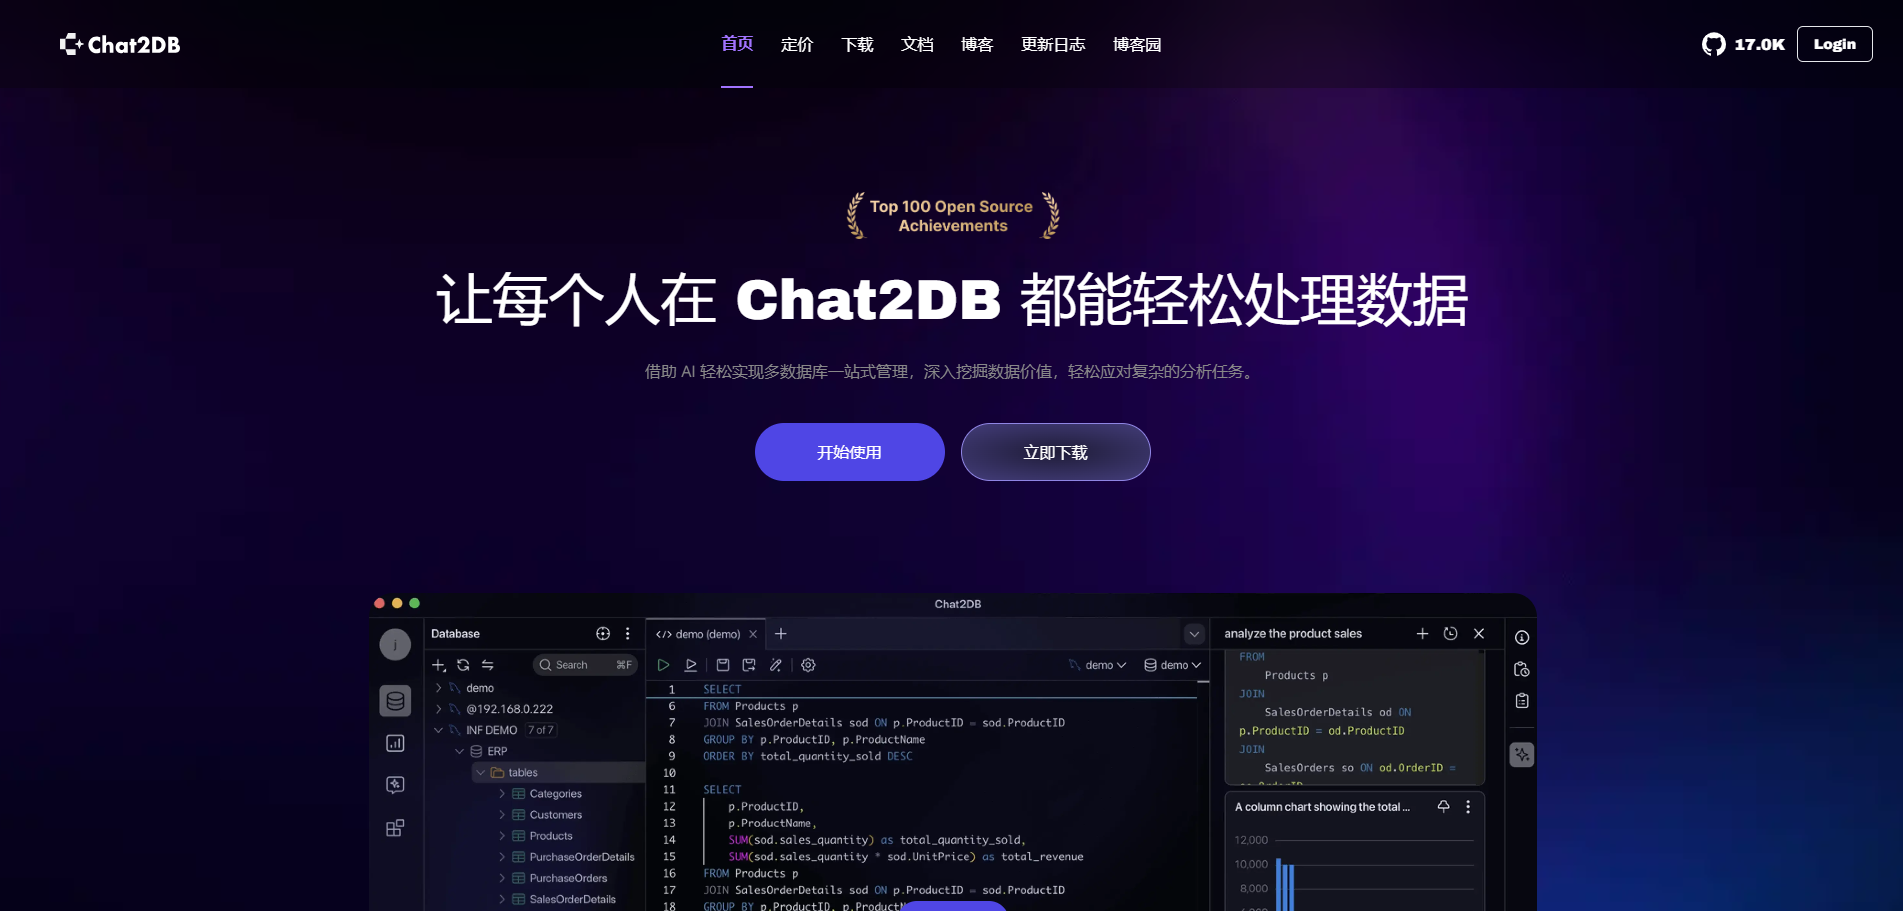 Chat2DB
首页 定价 下载 文档 博客 更新日志 博客园
17.0K Login
Top 100 Open Source
Achievements
让每个人在 Chat2DB 都能轻松处理数据
借助 AI 轻松实现多数据库一站式管理，深入挖掘数据价值，轻松应对复杂的分析任务。
开始使用 立即下载
Chat2DB
j
Database
Search ⌘F
demo
@192.168.0.222
INF DEMO 7 of 7
ERP
tables
Categories
Customers
Products
PurchaseOrderDetails
PurchaseOrders
SalesOrderDetails
</> demo (demo)
demo demo
1 SELECT
6 FROM Products p
7 JOIN SalesOrderDetails sod ON p.ProductID = sod.ProductID
8 GROUP BY p.ProductID, p.ProductName
9 ORDER BY total_quantity_sold DESC
10
11 SELECT
12 p.ProductID,
13 p.ProductName,
14 SUM(sod.sales_quantity) as total_quantity_sold,
15 SUM(sod.sales_quantity * sod.UnitPrice) as total_revenue
16 FROM Products p
17 JOIN SalesOrderDetails sod ON p.ProductID = sod.ProductID
18 GROUP BY p.ProductID,
analyze the product sales
FROM
Products p
JOIN
SalesOrderDetails od ON
p.ProductID = od.ProductID
JOIN
SalesOrders so ON od.OrderID =
A column chart showing the total ...
12,000
10,000
8,000